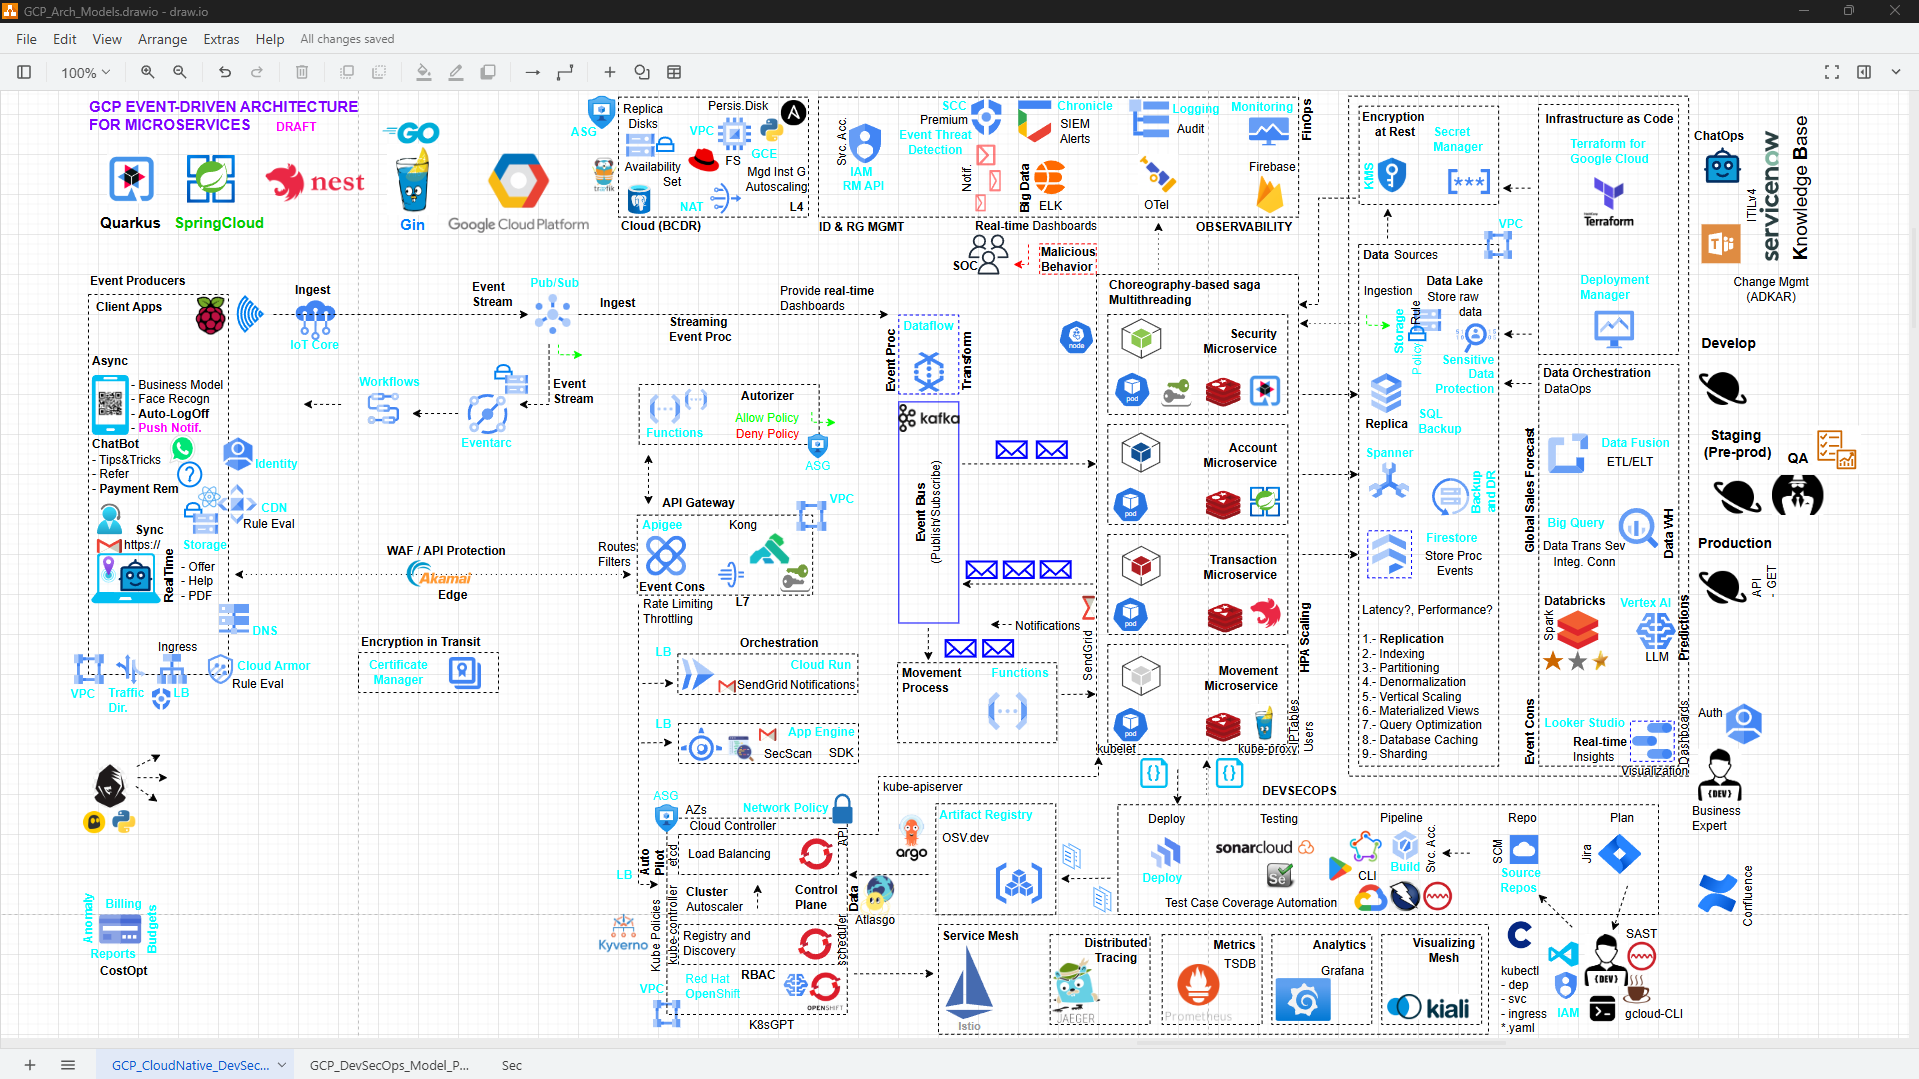 GCP_Arch_Models.drawio - draw.io
File Edit View Arrange Extras Help All changes saved
100%
GCP EVENT-DRIVEN ARCHITECTURE
FOR MICROSERVICES DRAFT
Quarkus
SpringCloud
nest
GO
Gin
Google Cloud Platform
ASG
Replica
Disks
Persis.Disk
VPC
FS
GCE
Availability
Set
Mgd Inst G
Autoscaling
NAT
L4
Cloud (BCDR)
Svc. Acc.
IAM
RM API
SCC
Premium
Event Threat
Detection
Notif
Chronicle
SIEM
Alerts
Big Data
ELK
Logging
Audit
OTel
Monitoring
Firebase
FinOps
ID & RG MGMT
Real-time Dashboards
OBSERVABILITY
SOC
Malicious
Behavior
Encryption
at Rest
Secret
Manager
KMS
[***]
Infrastructure as Code
Terraform for
Google Cloud
Terraform
Deployment
Manager
ChatOps
ITILv4
servicenow
Knowledge Base
Change Mgmt
(ADKAR)
VPC
Data Sources
Ingestion
Data Lake
Store raw
data
Storage
Policy
Rule
Sensitive
Data
Protection
Replica
SQL
Backup
Spanner
Backup
and DR
Firestore
Store Proc
Events
Latency?, Performance?
1.- Replication
2.- Indexing
3.- Partitioning
4.- Denormalization
5.- Vertical Scaling
6.- Materialized Views
7.- Query Optimization
8.- Database Caching
9.- Sharding
Data Orchestration
DataOps
Global Sales Forecast
Data Fusion
ETL/ELT
Big Query
Data WH
Data Trans Sev
Integ. Conn
Databricks
Spark
Vertex AI
LLM
Predictions
Event Cons
Looker Studio
Real-time
Insights
Dashboards
Visualization
Develop
Staging
(Pre-prod)
QA
Production
API
- GET
Auth
Business
Expert
Confluence
Event Producers
Client Apps
Async
- Business Model
- Face Recogn
- Auto-LogOff
- Push Notif.
ChatBot
- Tips&Tricks
- Refer
- Payment Rem
Sync
https://
Real Time
- Offer
- Help
- PDF
Identity
CDN
Rule Eval
Storage
DNS
Ingress
VPC
Traffic
Dir.
LB
Cloud Armor
Rule Eval
Ingest
IoT Core
Workflows
Eventarc
Event
Stream
Pub/Sub
Ingest
Event
Stream
Streaming
Event Proc
Provide real-time
Dashboards
Autorizer
Functions
Allow Policy
Deny Policy
ASG
API Gateway
VPC
Apigee
Kong
Routes
Filters
Event Cons
L7
Rate Limiting
Throttling
WAF / API Protection
Akamai
Edge
Encryption in Transit
Certificate
Manager
Event Proc
Dataflow
Transform
kafka
Event Bus
(Publish/Subscribe)
Notifications
SendGrid
Movement
Process
Functions
Choreography-based saga
Multithreading
node
Security
Microservice
pod
Account
Microservice
pod
Transaction
Microservice
pod
Movement
Microservice
pod
HPA Scaling
IPTables
Users
kubelet
kube-proxy
Orchestration
LB
Cloud Run
SendGrid Notifications
LB
App Engine
SecScan
SDK
ASG
AZs
Network Policy
Cloud Controller
API
kube-apiserver
Auto
Pilot
etcd
Load Balancing
LB
Cluster
Autoscaler
Control
Plane
Data
Kube Policies
kube-controller
scheduler
Registry and
Discovery
Kyverno
Red Hat
OpenShift
RBAC
OPENSHIFT
VPC
K8sGPT
argo
Atlasgo
Artifact Registry
OSV.dev
DEVSECOPS
Deploy
Deploy
Testing
sonarcloud
Se
Test Case Coverage Automation
Pipeline
CLI
Build
Svc. Acc.
Repo
SCM
Source
Repos
Plan
Jira
Service Mesh
Istio
Distributed
Tracing
JAEGER
Metrics
TSDB
Prometheus
Analytics
Grafana
Visualizing
Mesh
kiali
kubectl
- dep
- svc
- ingress
*.yaml
IAM
{DEV}
SAST
gcloud-CLI
{DEV}
Anomaly
Billing
Budgets
Reports
CostOpt
GCP_CloudNative_DevSec...
GCP_DevSecOps_Model_P...
Sec